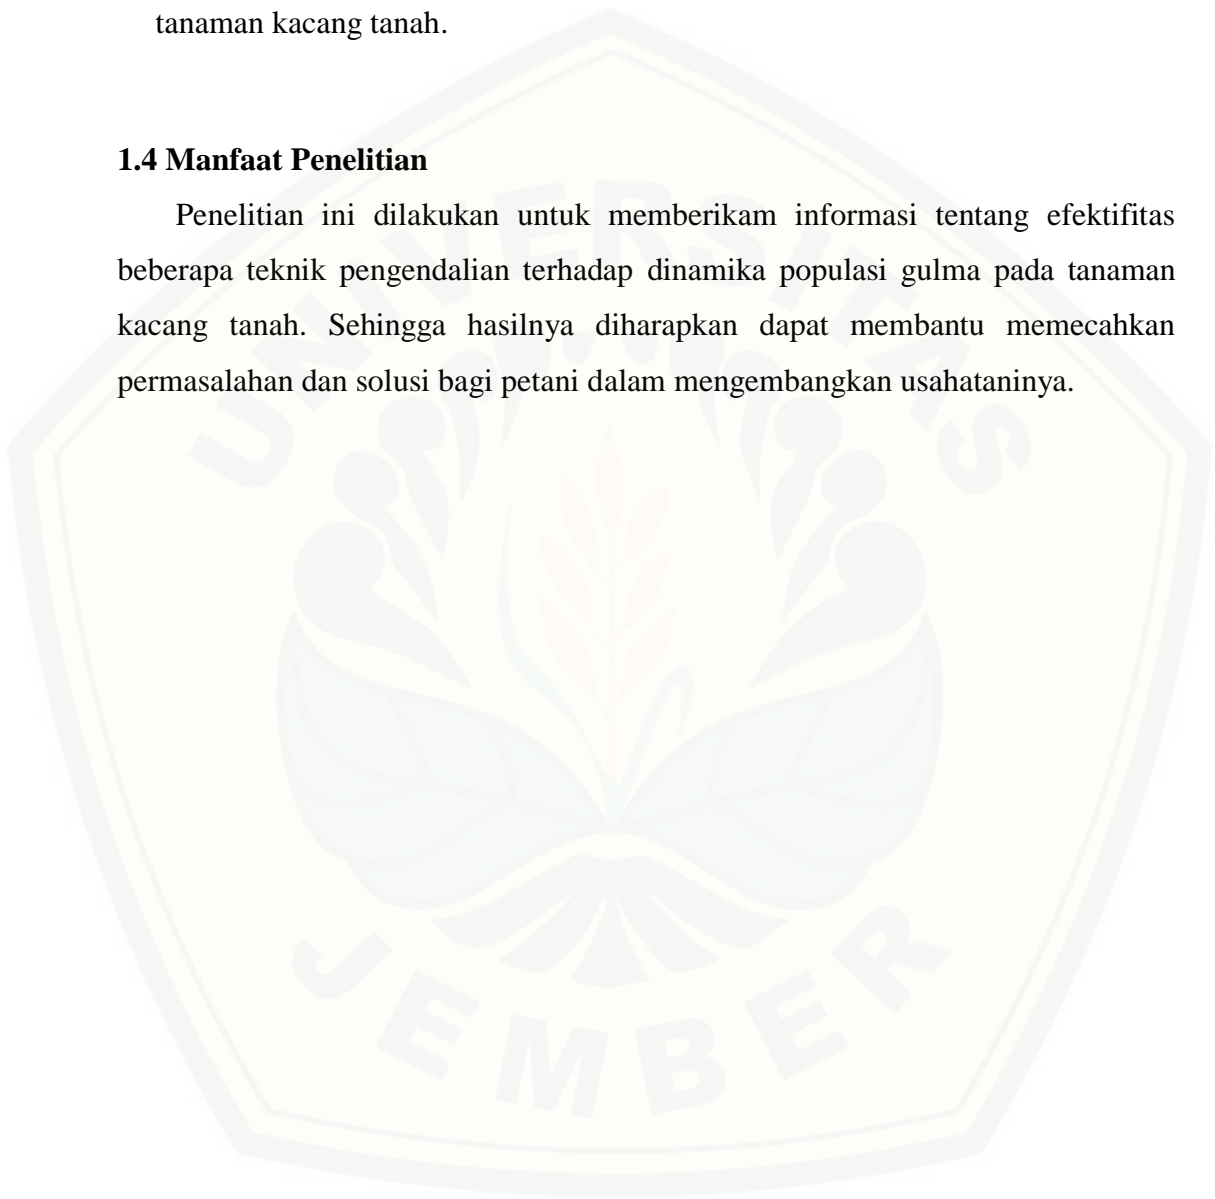 tanaman kacang tanah.
1.4 Manfaat Penelitian
Penelitian ini dilakukan untuk memberikam informasi tentang efektifitas
beberapa teknik pengendalian terhadap dinamika populasi gulma pada tanaman
kacang tanah. Sehingga hasilnya diharapkan dapat membantu memecahkan
permasalahan dan solusi bagi petani dalam mengembangkan usahataninya.
UNIVERSITAS
JEMBER